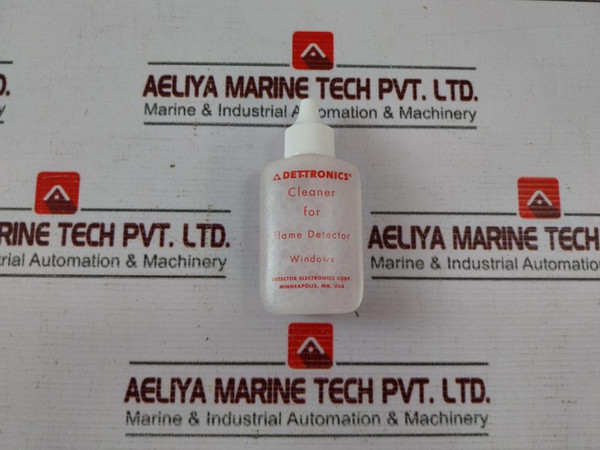 AELIYA MARINE TECH PVT. LTD.
Marine & Industrial Automation & Machinery
DET-TRONICS®
Cleaner
for
Flame Detector
Windows
DETECTOR ELECTRONICS CORP.
MINNEAPOLIS, MN. USA
RINE TECH PVT. LTD.
rial Automation & Machinery
AELIYA MARINE TECH
Marine & Industrial Automation
AELIYA MARINE TECH PVT. LTD.
Marine & Industrial Automation & Machinery